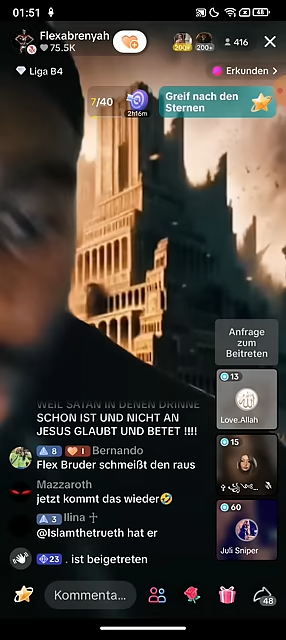 01:51
48
Flexabrenyah
75.5K
200+
416
Liga B4
Erkunden
7/40
2h16m
Greif nach den
Sternen
Anfrage
zum
Beitreten
13
Love.Allah
15
60
Juli Sniper
WEIL SATAN IN DENEN DRINNE
SCHON IST UND NICHT AN
JESUS GLAUBT UND BETET !!!!
8 1 Bernando
Flex Bruder schmeißt den raus
Mazzaroth
jetzt kommt das wieder🤣
3 Ilina ☥
@Islamthetrueth hat er
23 . ist beigetreten
Kommenta...
48